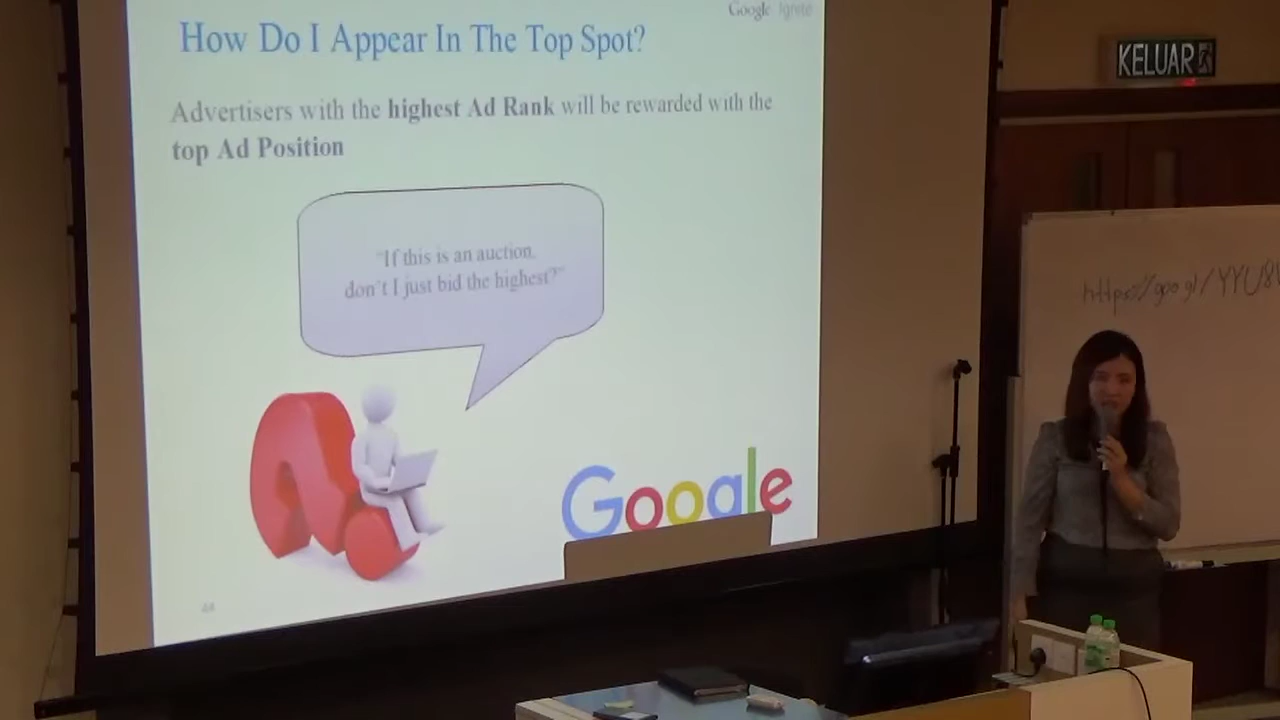 Google Ignite
How Do I Appear In The Top Spot?
Advertisers with the highest Ad Rank will be rewarded with the
top Ad Position
"If this is an auction,
don't I just bid the highest?"
Google
KELUAR